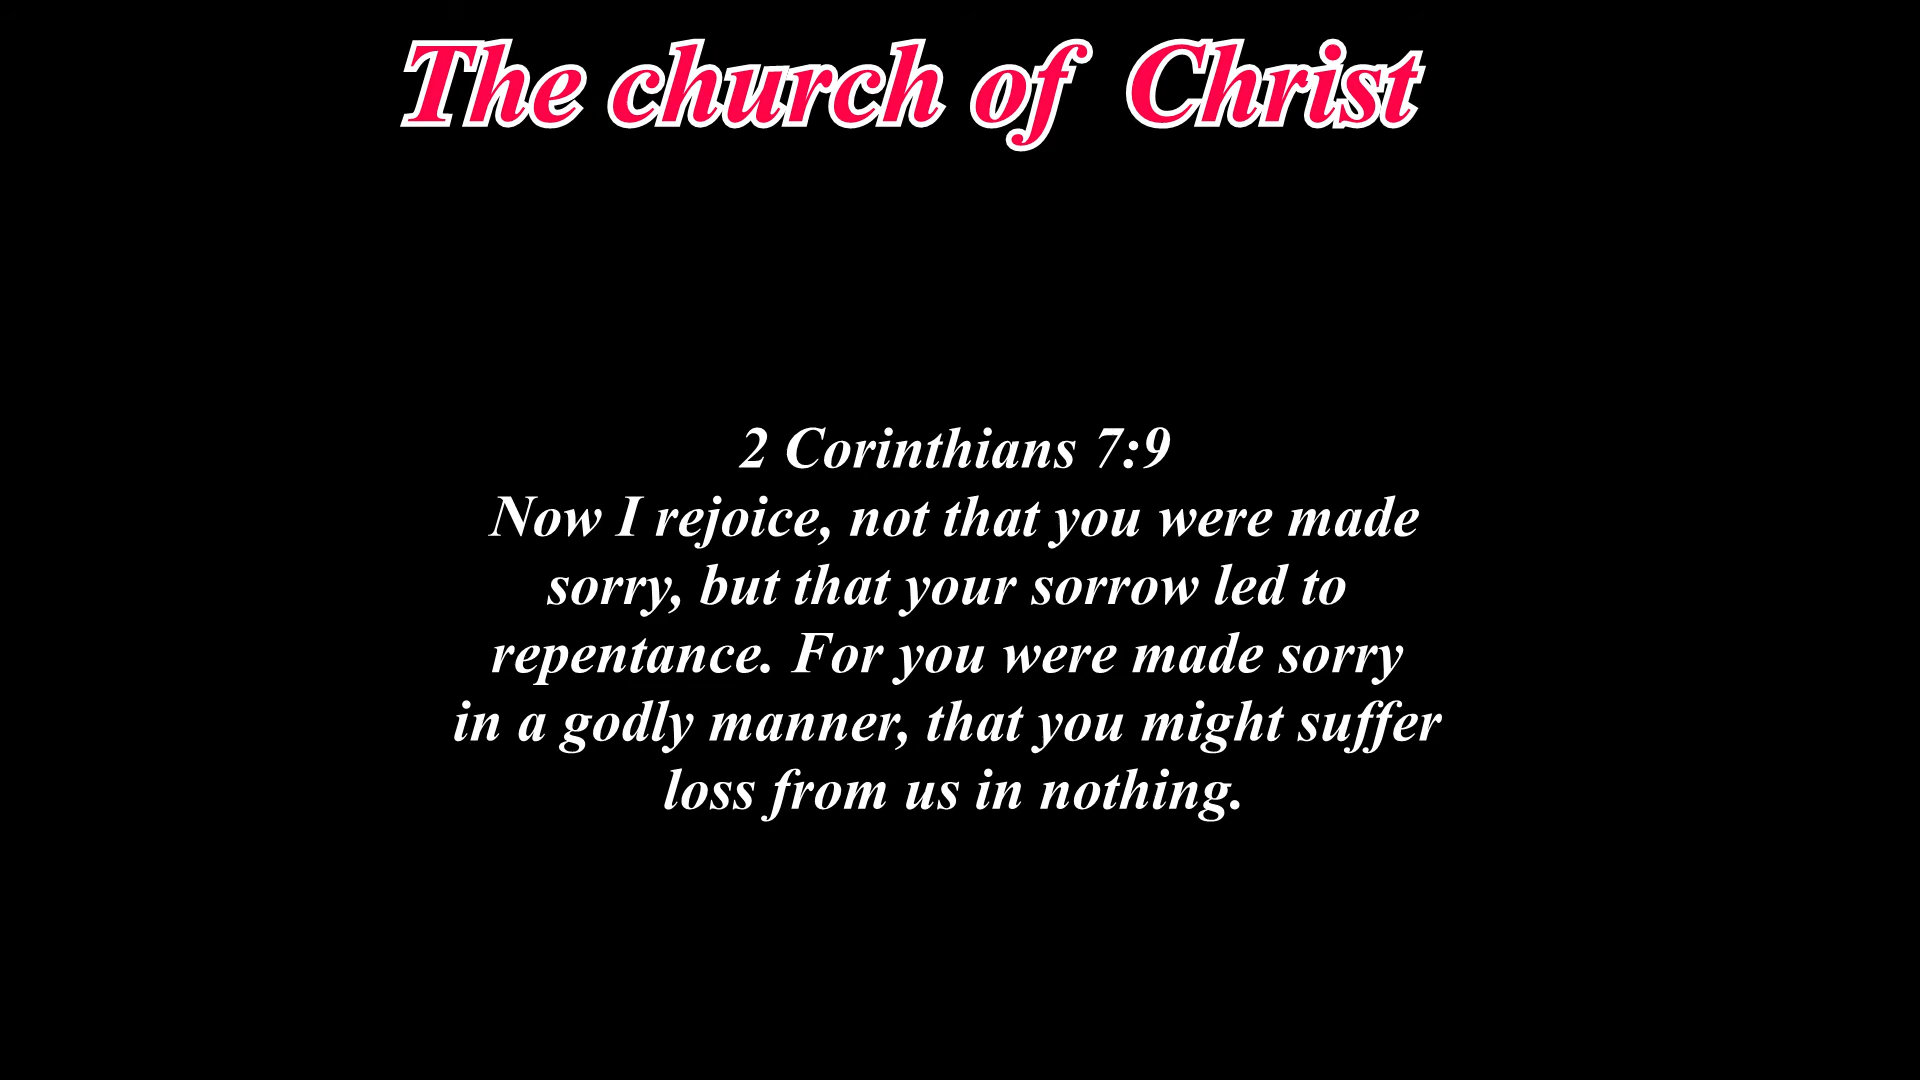 The church of Christ
2 Corinthians 7:9
Now I rejoice, not that you were made
sorry, but that your sorrow led to
repentance. For you were made sorry
in a godly manner, that you might suffer
loss from us in nothing.